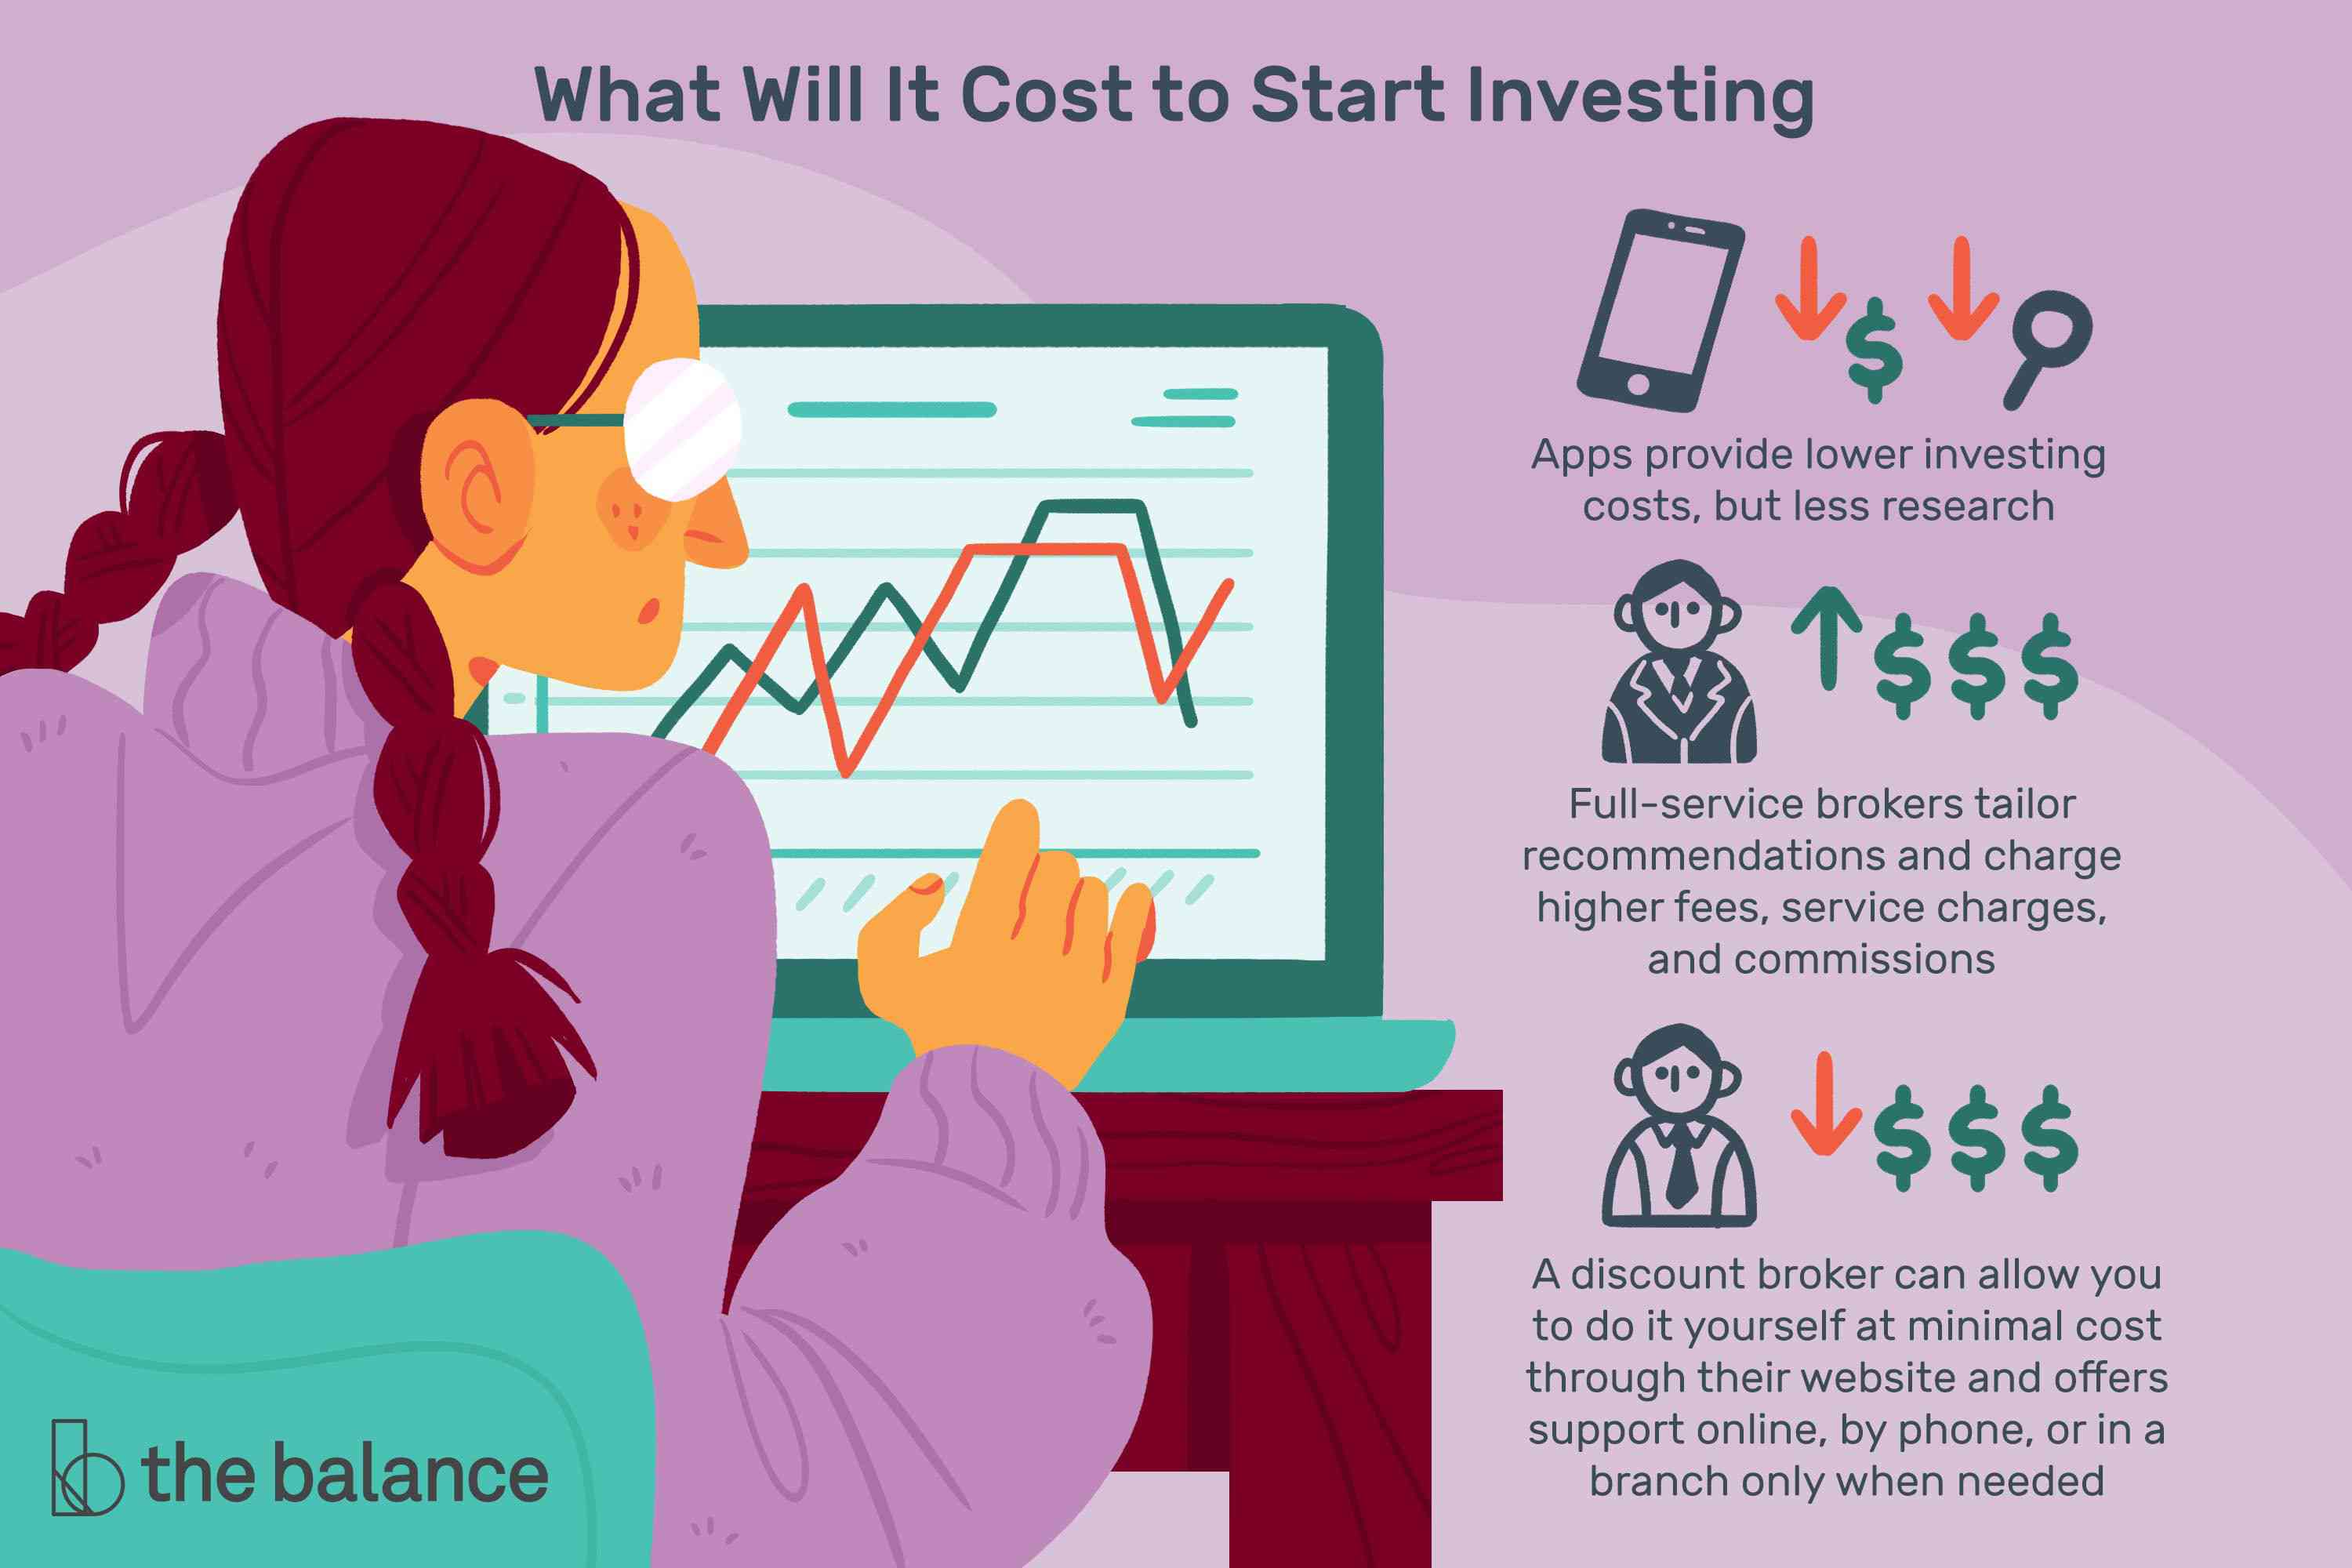 What Will It Cost to Start Investing
Apps provide lower investing
costs, but less research
Full-service brokers tailor
recommendations and charge
higher fees, service charges,
and commissions
A discount broker can allow you
to do it yourself at minimal cost
through their website and offers
support online, by phone, or in a
branch only when needed
the balance